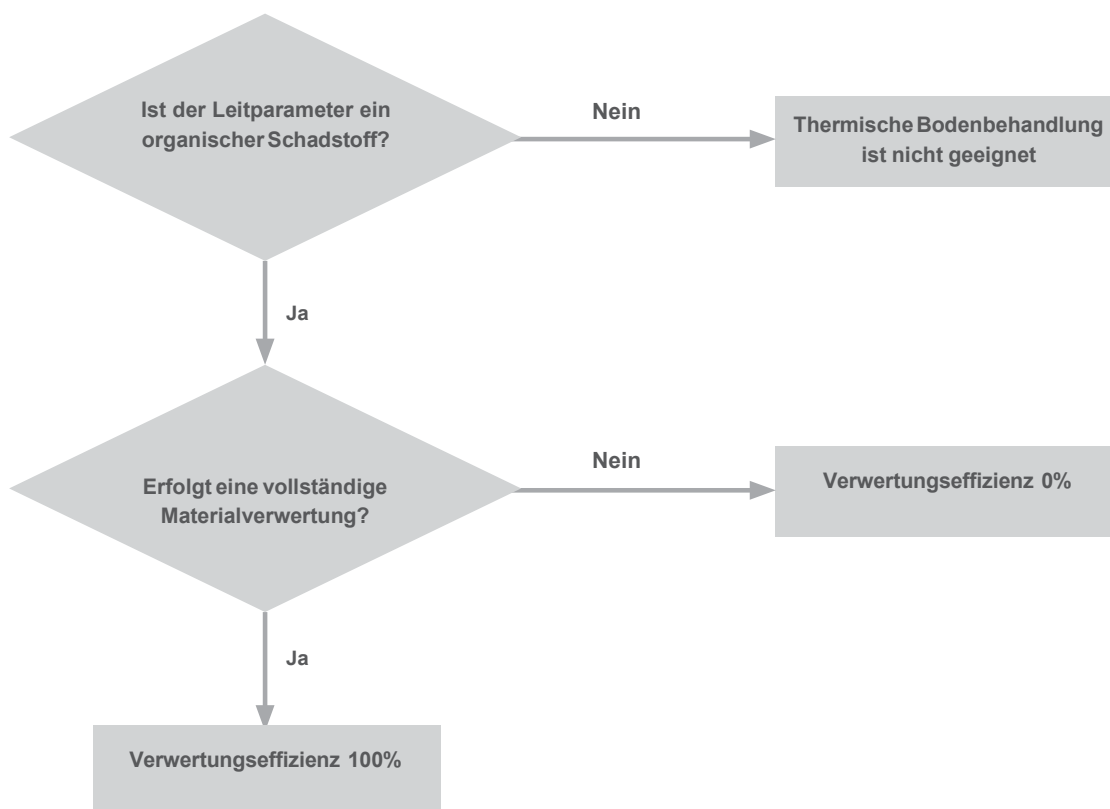 Ist der Leitparameter ein
organischer Schadstoff?
Nein
Thermische Bodenbehandlung
ist nicht geeignet
Ja
Erfolgt eine vollständige
Materialverwertung?
Nein
Verwertungseffizienz 0%
Ja
Verwertungseffizienz 100%